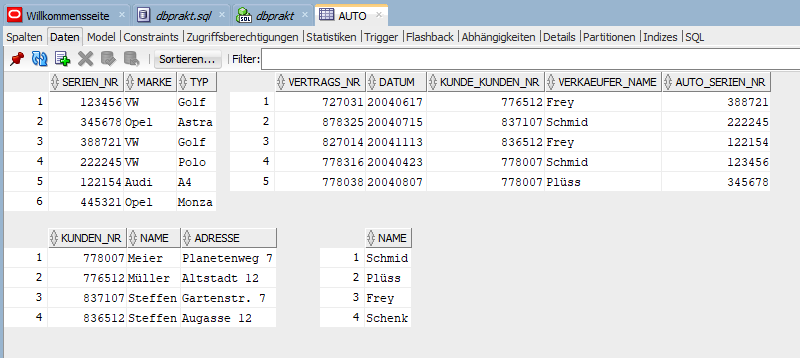 Willkommensseite dbprakt.sql dbprakt AUTO
Spalten Daten Model Constraints Zugriffsberechtigungen Statistiken Trigger Flashback Abhängigkeiten Details Partitionen Indizes SQL
Sortieren... Filter:
SERIEN_NR MARKE TYP
1 123456 VW Golf
2 345678 Opel Astra
3 388721 VW Golf
4 222245 VW Polo
5 122154 Audi A4
6 445321 Opel Monza
VERTRAGS_NR DATUM KUNDE_KUNDEN_NR VERKAEUFER_NAME AUTO_SERIEN_NR
1 727031 20040617 776512 Frey 388721
2 878325 20040715 837107 Schmid 222245
3 827014 20041113 836512 Frey 122154
4 778316 20040423 778007 Schmid 123456
5 778038 20040807 778007 Plüss 345678
KUNDEN_NR NAME ADRESSE
1 778007 Meier Planetenweg 7
2 776512 Müller Altstadt 12
3 837107 Steffen Gartenstr. 7
4 836512 Steffen Augasse 12
NAME
1 Schmid
2 Plüss
3 Frey
4 Schenk